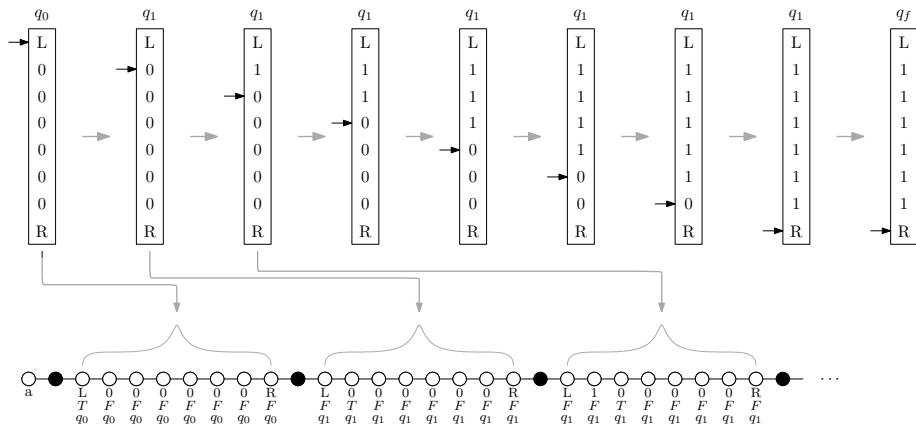 q0 q1 q1 q1 q1 q1 q1 q1 qf
L L L L L L L L L
0 0 1 1 1 1 1 1 1
0 0 0 1 1 1 1 1 1
0 0 0 0 1 1 1 1 1
0 0 0 0 0 1 1 1 1
0 0 0 0 0 0 1 1 1
0 0 0 0 0 0 0 1 1
R R R R R R R R R
a L 0 0 0 0 0 0 R L 0 0 0 0 0 0 R L 1 0 0 0 0 0 R ...
T F F F F F F F F T F F F F F F F F T F F F F F
q0 q0 q0 q0 q0 q0 q0 q0 q1 q1 q1 q1 q1 q1 q1 q1 q1 q1 q1 q1 q1 q1 q1 q1